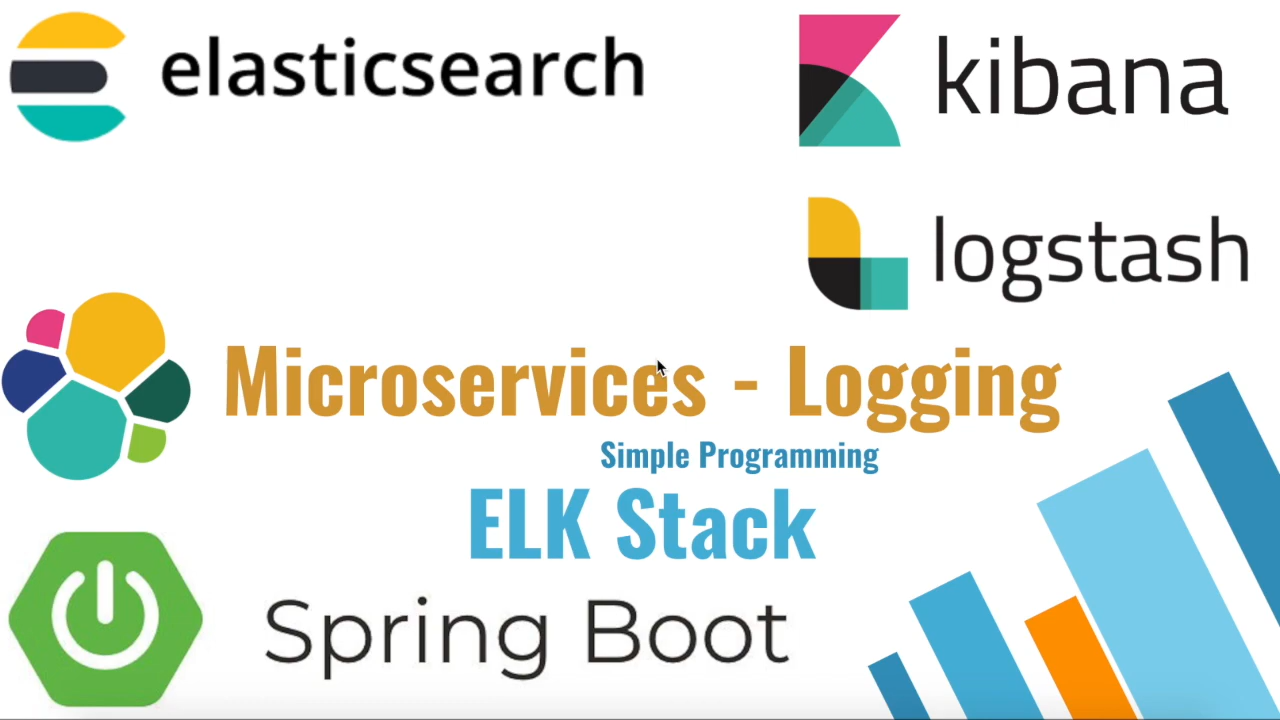 elasticsearch
kibana
logstash
Microservices - Logging
Simple Programming
ELK Stack
Spring Boot